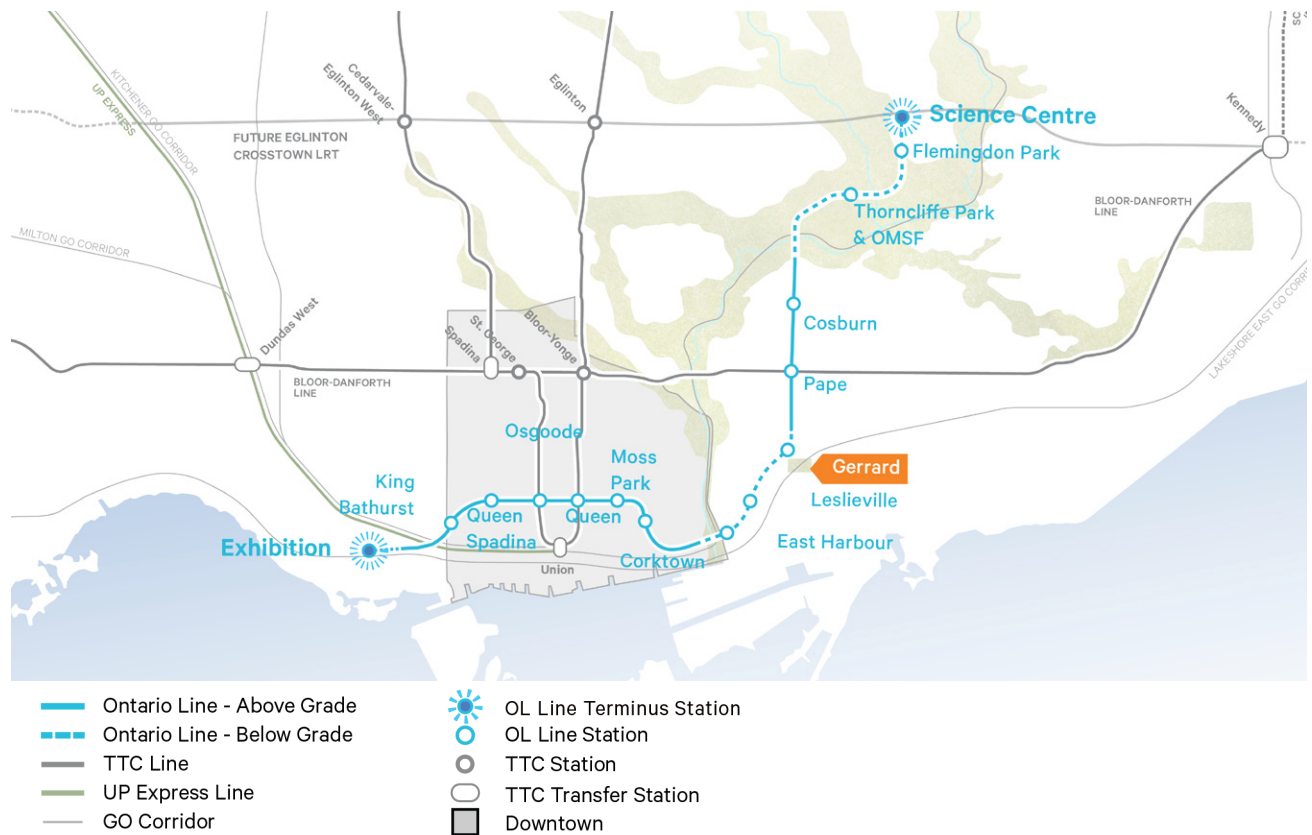 SC
S
KITCHENER GO CORRIDOR
UP EXPRESS
Cedarvale-
Eglinton West
Eglinton
Kennedy
FUTURE EGLINTON
CROSSTOWN LRT
Science Centre
Flemingdon Park
Thorncliffe Park
& OMSF
BLOOR-DANFORTH
LINE
MILTON GO CORRIDOR
LAKESHORE EAST GO CORRI
Dundas West
Spadina
St. George
Bloor-Yonge
Cosburn
Pape
BLOOR-DANFORTH
LINE
Osgoode
Moss
Park
Gerrard
King
Bathurst
Leslieville
Queen
Spadina
Queen
East Harbour
Exhibition
Corktown
Union
Ontario Line - Above Grade
Ontario Line - Below Grade
TTC Line
UP Express Line
GO Corridor
OL Line Terminus Station
OL Line Station
TTC Station
TTC Transfer Station
Downtown